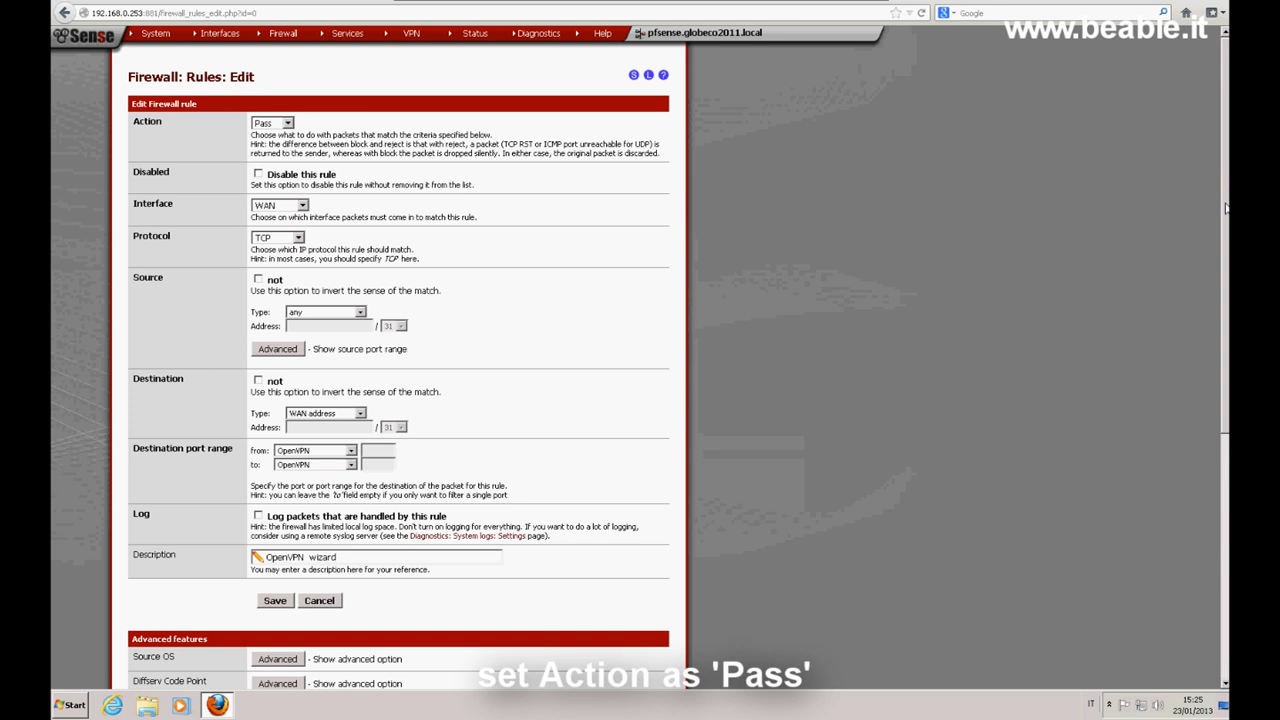 192.168.0.253:881/firewall_rules_edit.php?id=0
Google
www.beable.it
Sense
System
Interfaces
Firewall
Services
VPN
Status
Diagnostics
Help
pfsense.globeco2011.local
Firewall: Rules: Edit
S L ?
Edit Firewall rule
Action
Pass
Choose what to do with packets that match the criteria specified below.
Hint: the difference between block and reject is that with reject, a packet (TCP RST or ICMP port unreachable for UDP) is
returned to the sender, whereas with block the packet is dropped silently. In either case, the original packet is discarded.
Disabled
Disable this rule
Set this option to disable this rule without removing it from the list.
Interface
WAN
Choose on which interface packets must come in to match this rule.
Protocol
TCP
Choose which IP protocol this rule should match.
Hint: in most cases, you should specify TCP here.
Source
not
Use this option to invert the sense of the match.
Type: any
Address: / 31
Advanced - Show source port range
Destination
not
Use this option to invert the sense of the match.
Type: WAN address
Address: / 31
Destination port range
from: OpenVPN
to: OpenVPN
Specify the port or port range for the destination of the packet for this rule.
Hint: you can leave the 'to' field empty if you only want to filter a single port
Log
Log packets that are handled by this rule
Hint: the firewall has limited local log space. Don't turn on logging for everything. If you want to do a lot of logging,
consider using a remote syslog server (see the Diagnostics: System logs: Settings page).
Description
OpenVPN wizard
You may enter a description here for your reference.
Save
Cancel
Advanced features
Source OS
Advanced - Show advanced option
Diffserv Code Point
Advanced - Show advanced option
set Action as 'Pass'
Start
IT
15:25
23/01/2013